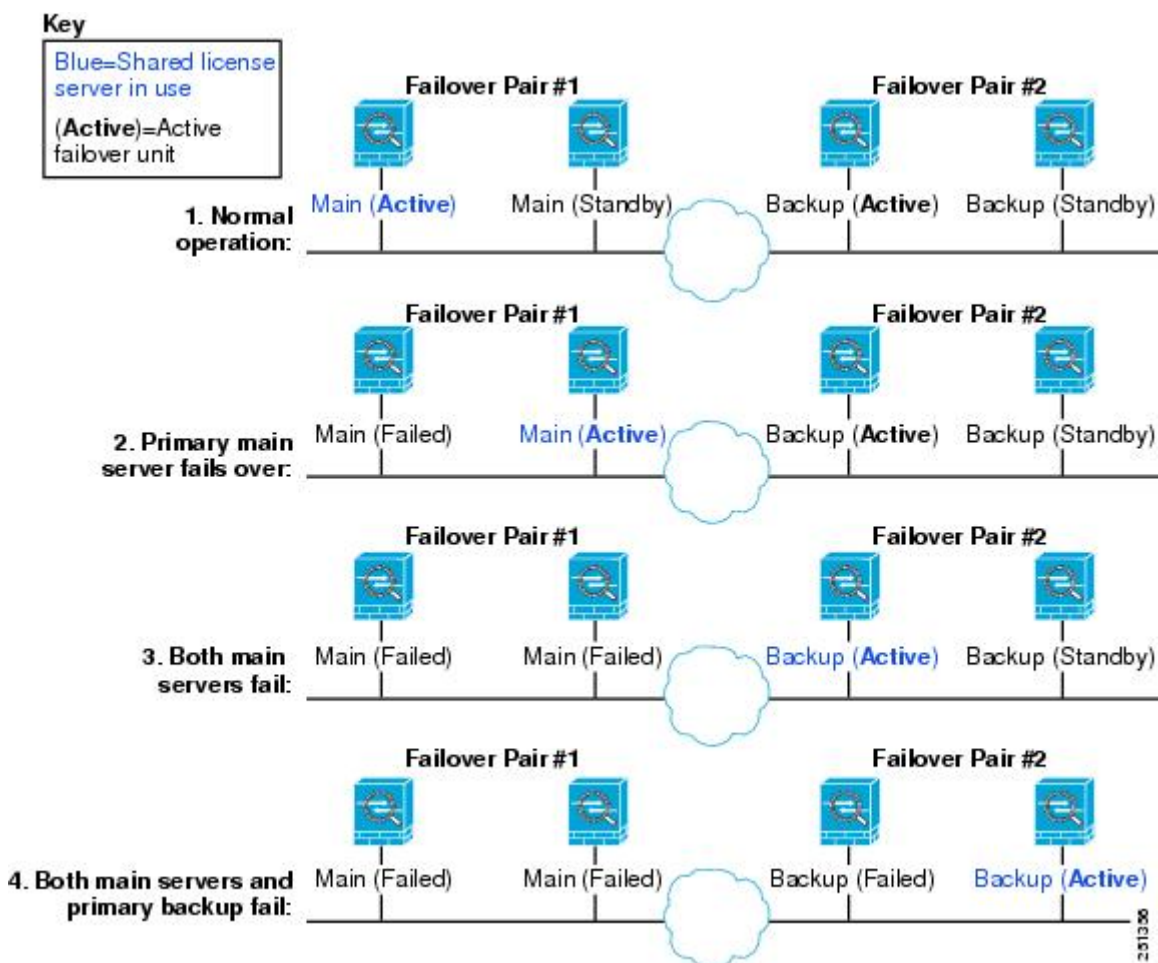 Key
Blue=Shared license
server in use
(Active)=Active
failover unit
Failover Pair #1
Failover Pair #2
1. Normal
operation:
Main (Active)
Main (Standby)
Backup (Active)
Backup (Standby)
Failover Pair #1
Failover Pair #2
2. Primary main
server fails over:
Main (Failed)
Main (Active)
Backup (Active)
Backup (Standby)
Failover Pair #1
Failover Pair #2
3. Both main
servers fail:
Main (Failed)
Main (Failed)
Backup (Active)
Backup (Standby)
Failover Pair #1
Failover Pair #2
4. Both main servers and
primary backup fail:
Main (Failed)
Main (Failed)
Backup (Failed)
Backup (Active)
251356